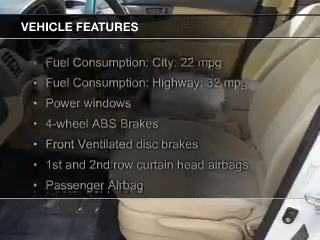 VEHICLE FEATURES
• Fuel Consumption: City: 22 mpg
• Fuel Consumption: Highway: 32 mpg
• Power windows
• 4-wheel ABS Brakes
• Front Ventilated disc brakes
• 1st and 2nd row curtain head airbags
• Passenger Airbag